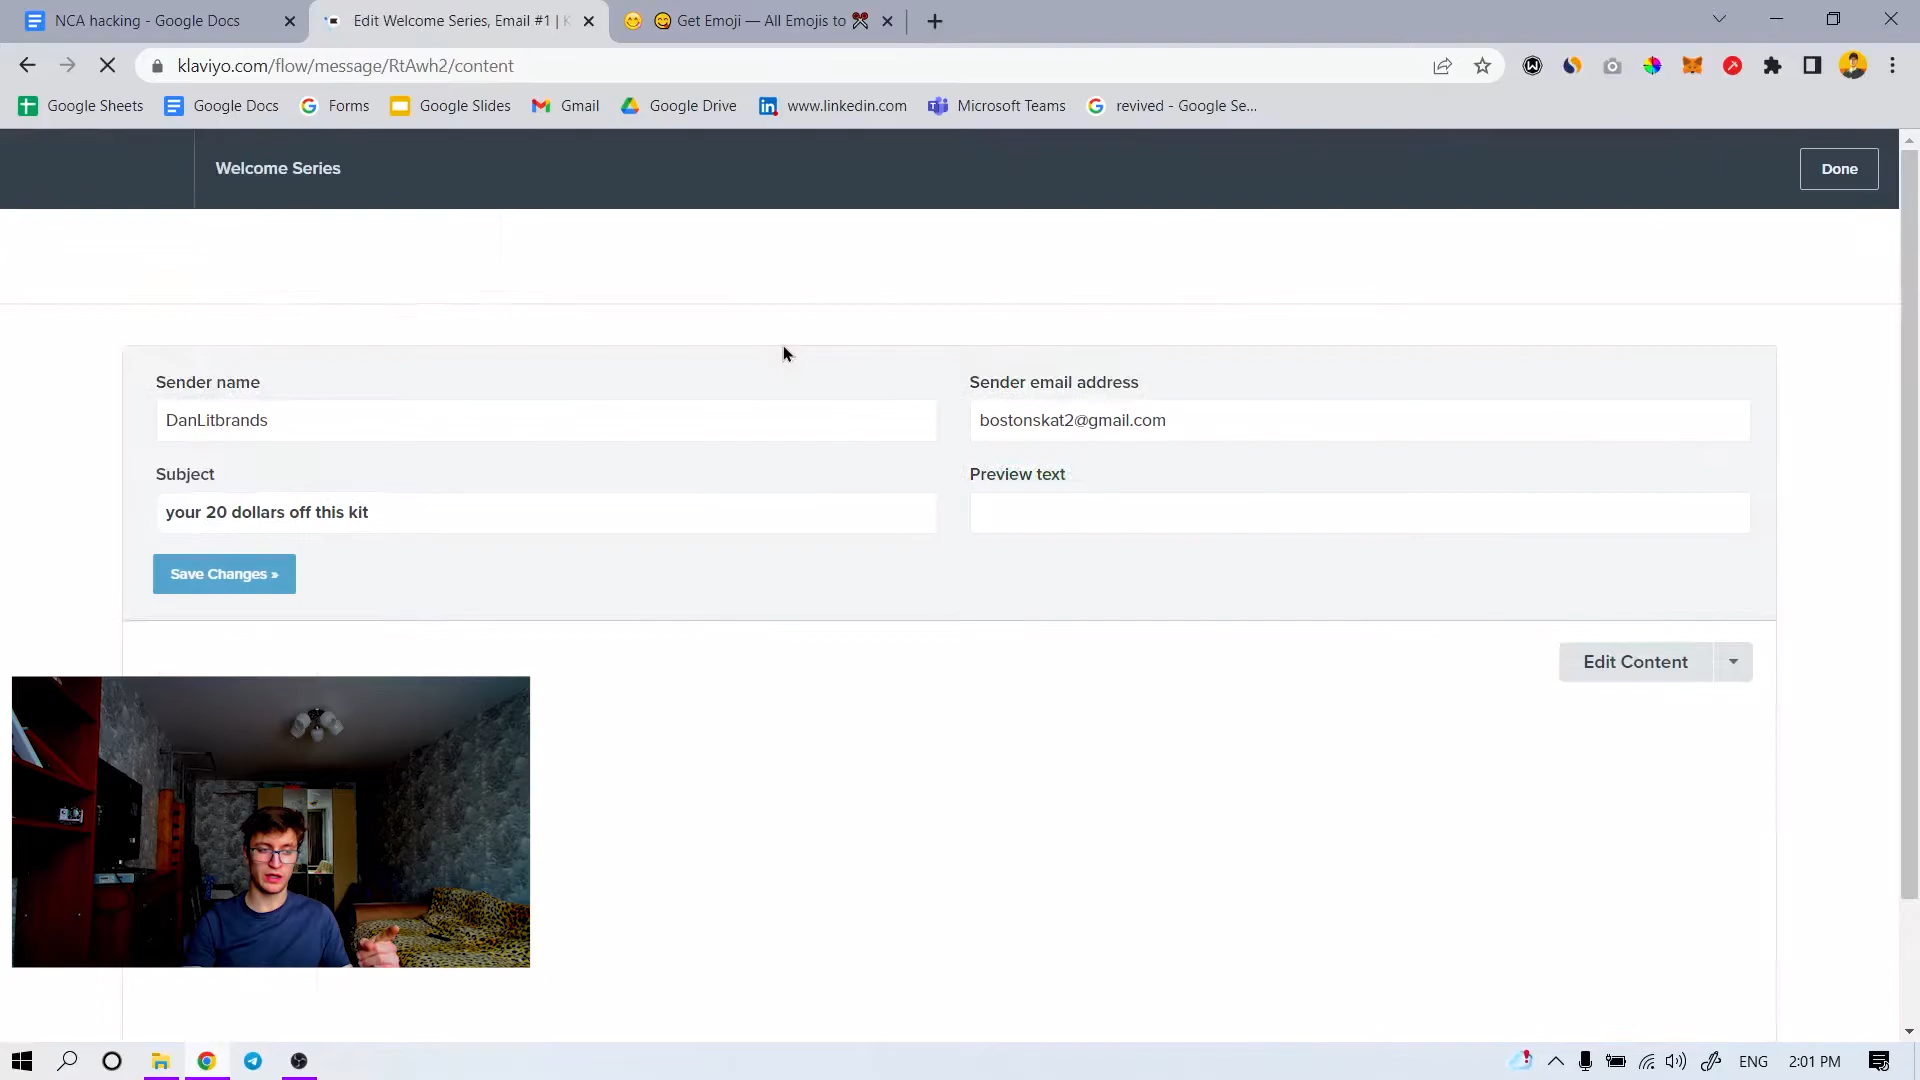 NCA hacking - Google Docs
Edit Welcome Series, Email #1 | K
Get Emoji — All Emojis to
klaviyo.com/flow/message/RtAwh2/content
Google Sheets
Google Docs
Forms
Google Slides
Gmail
Google Drive
www.linkedin.com
Microsoft Teams
revived - Google Se...
Welcome Series
Done
Sender name
Sender email address
DanLitbrands
bostonskat2@gmail.com
Subject
Preview text
your 20 dollars off this kit
Save Changes »
Edit Content
ENG
2:01 PM